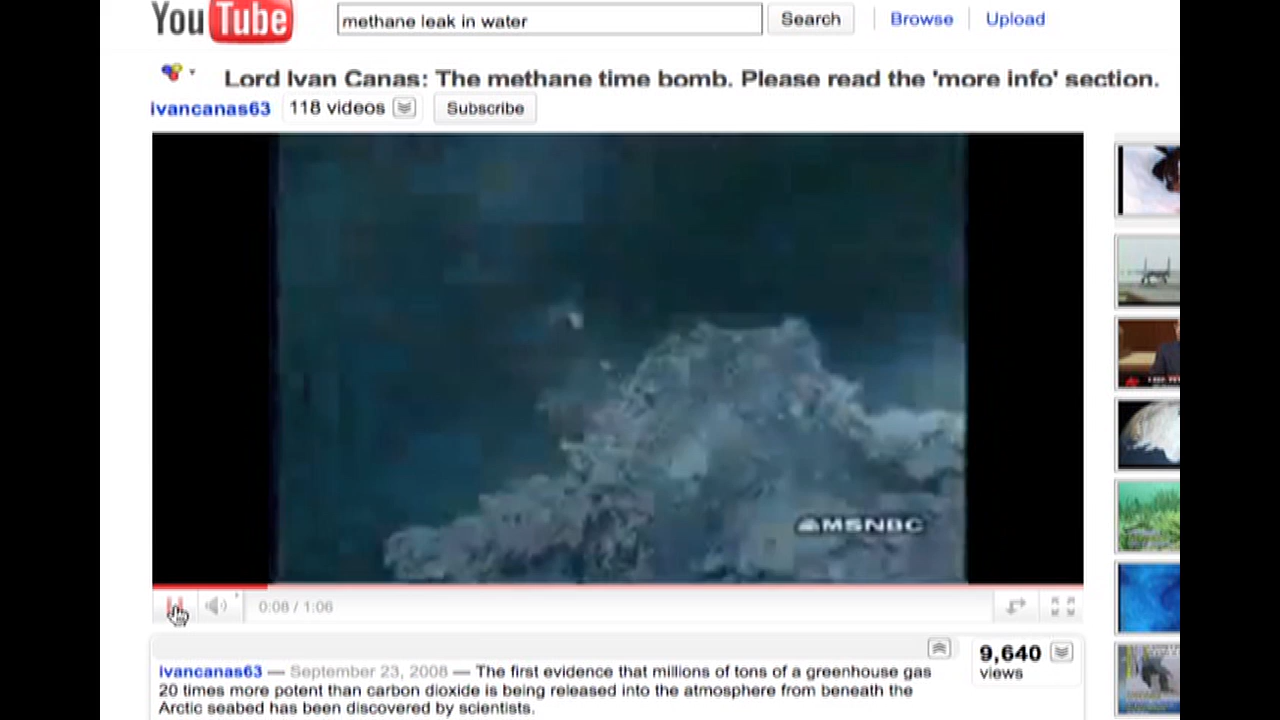 YouTube methane leak in water Search Browse Upload
Lord Ivan Canas: The methane time bomb. Please read the 'more info' section.
ivancanas63 118 videos Subscribe
MSNBC
0:08 / 1:06
ivancanas63 — September 23, 2008 — The first evidence that millions of tons of a greenhouse gas
20 times more potent than carbon dioxide is being released into the atmosphere from beneath the
Arctic seabed has been discovered by scientists.
9,640
views